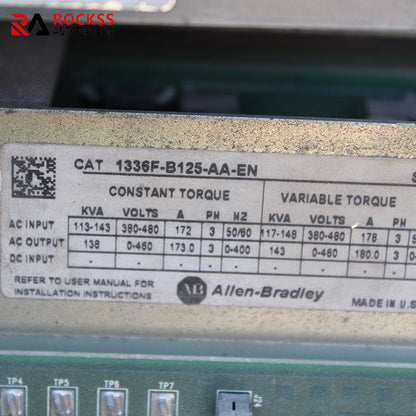 ROCKSS
AUTOMATION
CAT 1336F-B125-AA-EN S
CONSTANT TORQUE VARIABLE TORQUE
KVA VOLTS A PH HZ KVA VOLTS A PH
AC INPUT 113-143 380-480 172 3 50/60 117-148 380-480 178 3
AC OUTPUT 138 0-460 173.0 3 0-400 143 0-460 180.0 3
DC INPUT - - - - - - - - -
REFER TO USER MANUAL FOR
INSTALLATION INSTRUCTIONS
AB Allen-Bradley
MADE IN U.S
TP4 TP5 TP6 TP7
J24